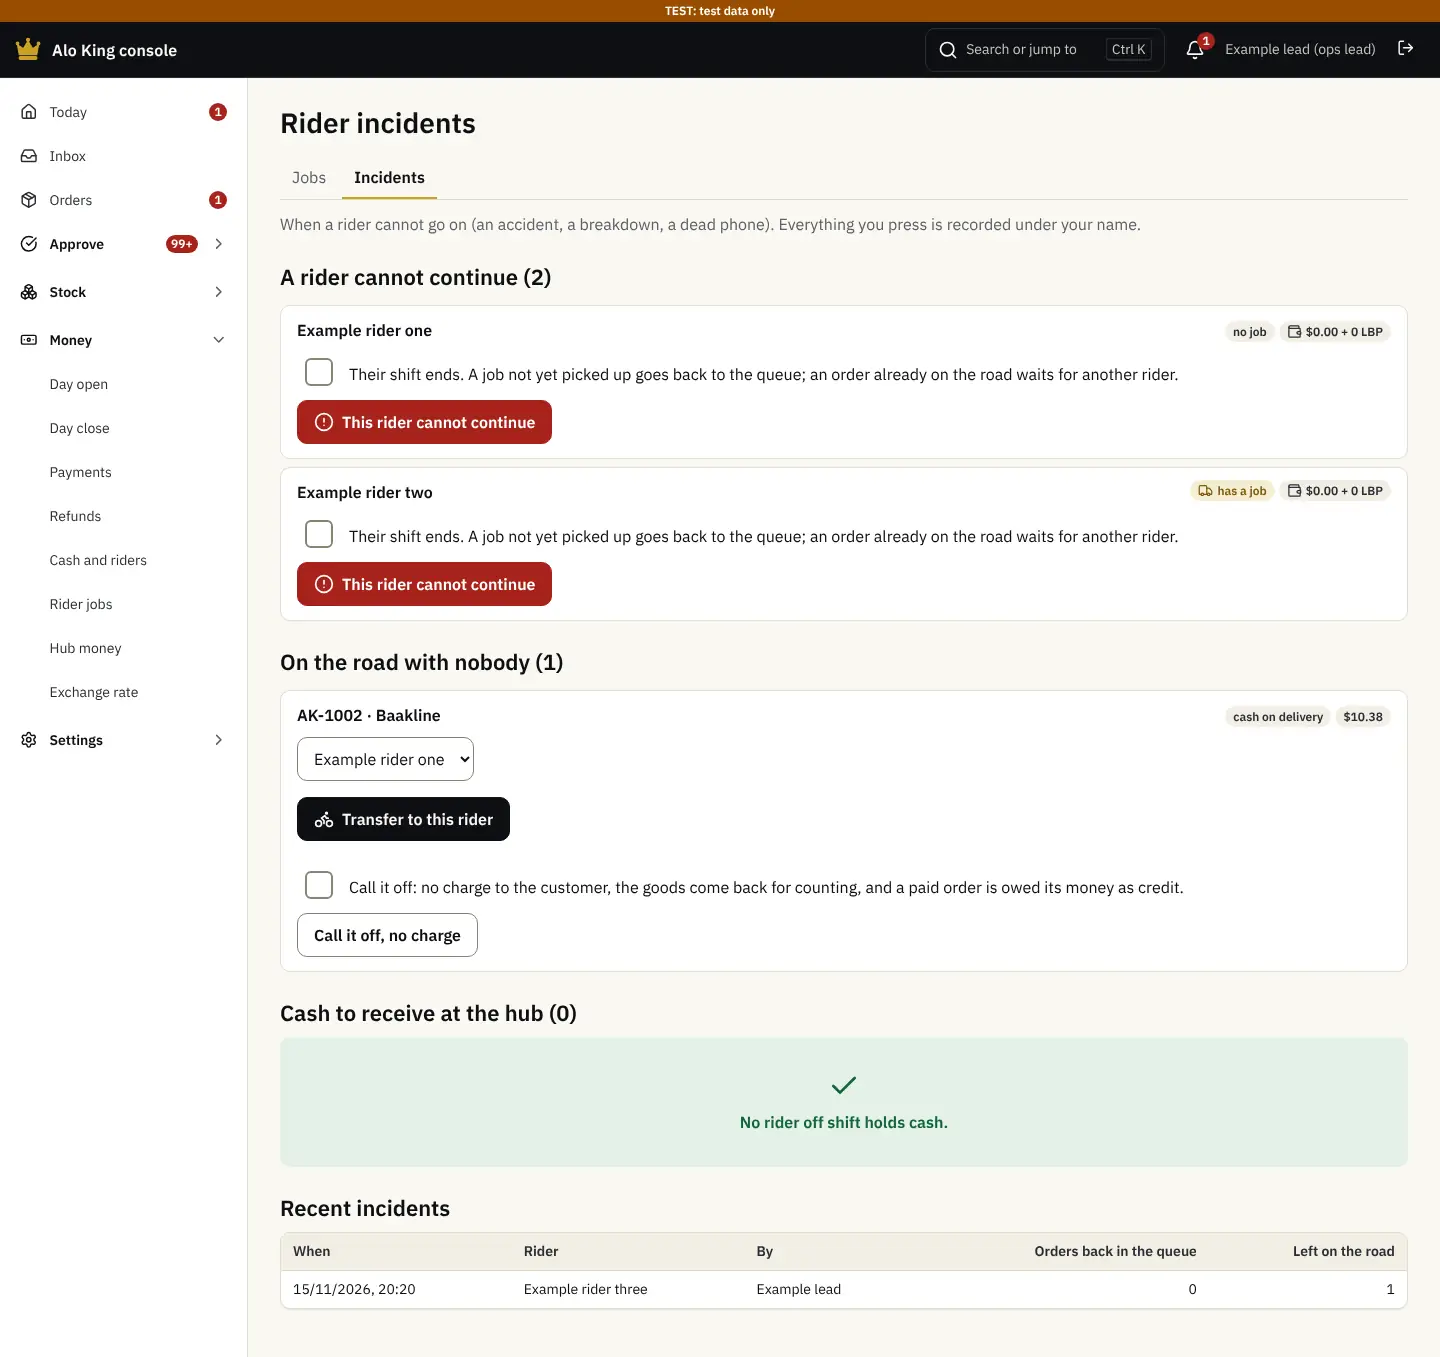 TEST: test data only
Alo King console
Search or jump to
Ctrl K
1
Example lead (ops lead)
Today
1
Inbox
Orders
1
Approve
99+
Stock
Money
Day open
Day close
Payments
Refunds
Cash and riders
Rider jobs
Hub money
Exchange rate
Settings
Rider incidents
Jobs
Incidents
When a rider cannot go on (an accident, a breakdown, a dead phone). Everything you press is recorded under your name.
A rider cannot continue (2)
Example rider one
no job
$0.00 + 0 LBP
Their shift ends. A job not yet picked up goes back to the queue; an order already on the road waits for another rider.
This rider cannot continue
Example rider two
has a job
$0.00 + 0 LBP
Their shift ends. A job not yet picked up goes back to the queue; an order already on the road waits for another rider.
This rider cannot continue
On the road with nobody (1)
AK-1002 · Baakline
cash on delivery
$10.38
Example rider one
Transfer to this rider
Call it off: no charge to the customer, the goods come back for counting, and a paid order is owed its money as credit.
Call it off, no charge
Cash to receive at the hub (0)
No rider off shift holds cash.
Recent incidents
When Rider By Orders back in the queue Left on the road
15/11/2026, 20:20 Example rider three Example lead 0 1